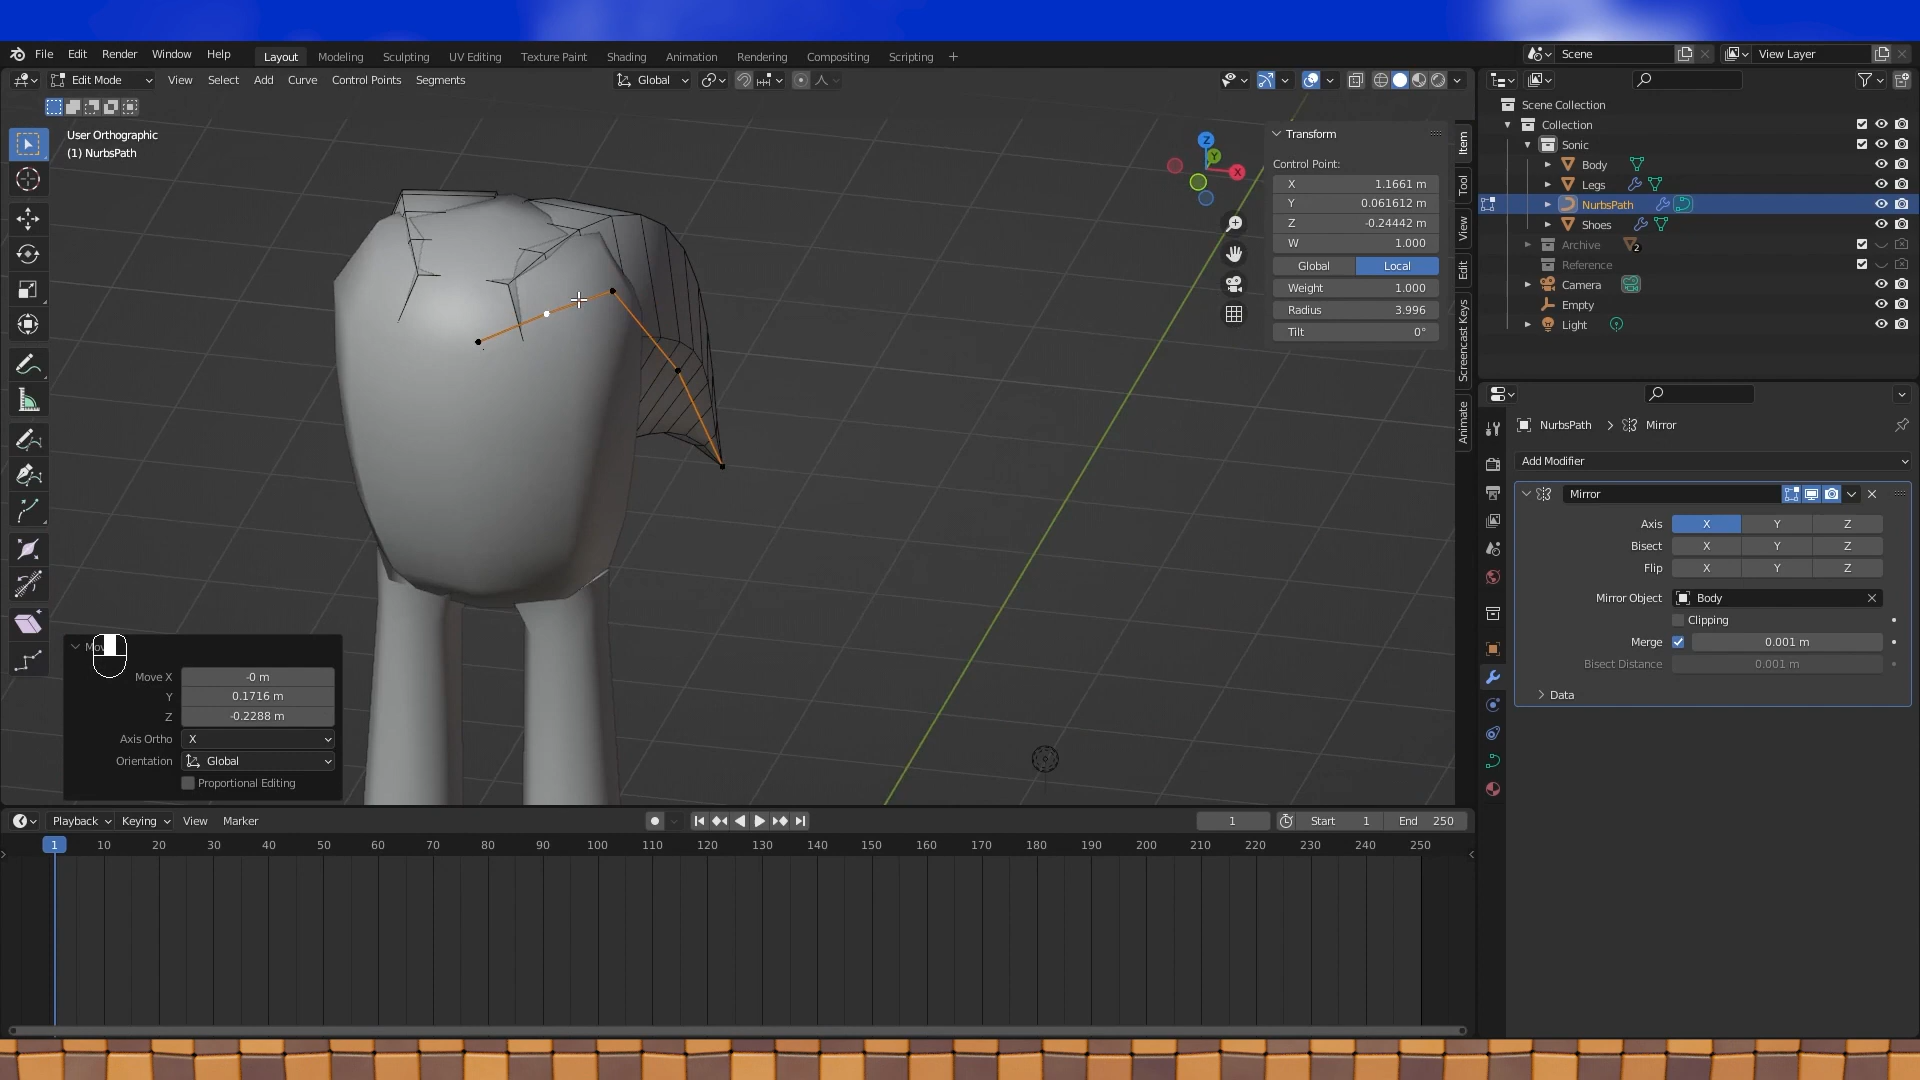 File Edit Render Window Help Layout Modeling Sculpting UV Editing Texture Paint Shading Animation Rendering Compositing Scripting + Scene View Layer
Edit Mode View Select Add Curve Control Points Segments Global
User Orthographic
(1) NurbsPath
Z
Y
X
Transform
Control Point:
X 1.1661 m
Y 0.061612 m
Z -0.24442 m
W 1.000
Global Local
Weight 1.000
Radius 3.996
Tilt 0°
Item
Tool
View
Edit
Screencast Keys
Animate
Move X -0 m
Y 0.1716 m
Z -0.2288 m
Axis Ortho X
Orientation Global
Proportional Editing
Scene Collection
Collection
Sonic
Body
Legs
NurbsPath
Shoes
Archive 2
Reference
Camera
Empty
Light
NurbsPath > Mirror
Add Modifier
Mirror
Axis X Y Z
Bisect X Y Z
Flip X Y Z
Mirror Object Body
Clipping
Merge 0.001 m
Bisect Distance 0.001 m
Data
Playback Keying View Marker 1 Start 1 End 250
1 10 20 30 40 50 60 70 80 90 100 110 120 130 140 150 160 170 180 190 200 210 220 230 240 250